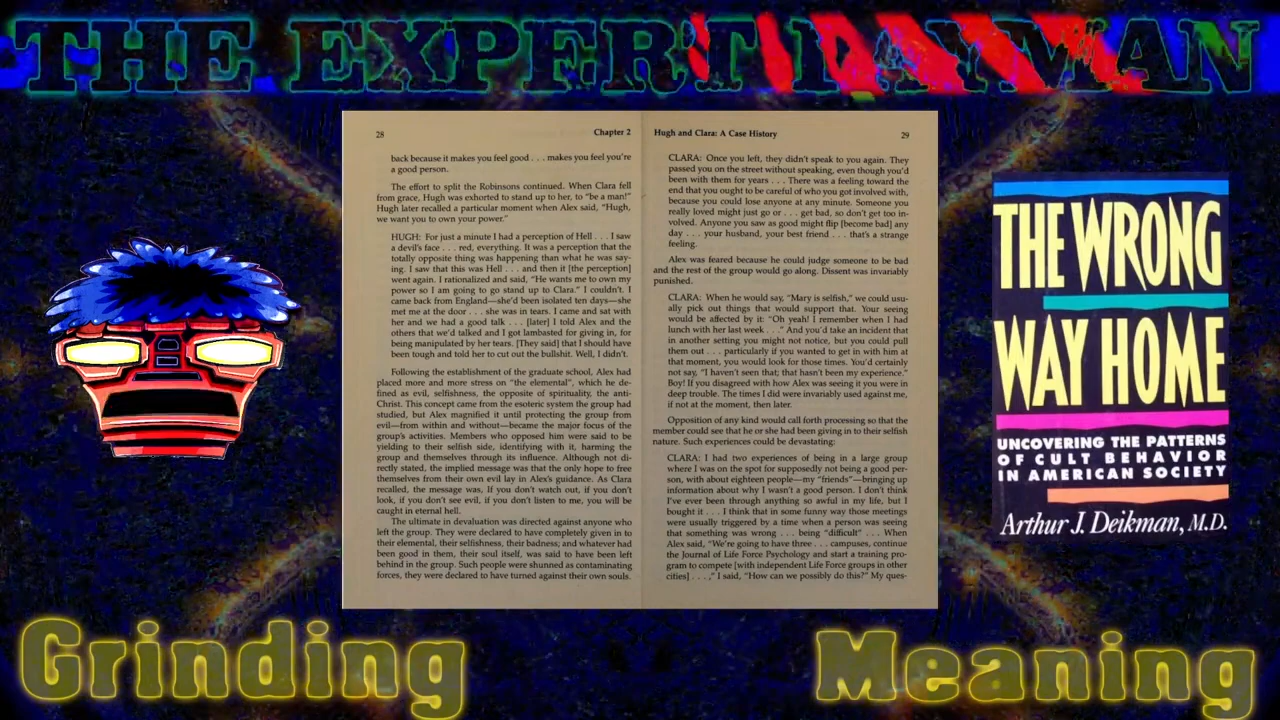 THE EXPERT LAYMAN
28 Chapter 2
back because it makes you feel good . . . makes you feel you're
a good person.
The effort to split the Robinsons continued. When Clara fell
from grace, Hugh was exhorted to stand up to her, to "be a man!"
Hugh later recalled a particular moment when Alex said, "Hugh,
we want you to own your power."
HUGH: For just a minute I had a perception of Hell . . . I saw
a devil's face . . . red, everything. It was a perception that the
totally opposite thing was happening than what he was say-
ing. I saw that this was Hell . . . and then it [the perception]
went again. I rationalized and said, "He wants me to own my
power so I am going to go stand up to Clara." I couldn't. I
came back from England—she'd been isolated ten days—she
met me at the door . . . she was in tears. I came and sat with
her and we had a good talk . . . [later] I told Alex and the
others that we'd talked and I got lambasted for giving in, for
being manipulated by her tears. [They said] that I should have
been tough and told her to cut out the bullshit. Well, I didn't.
Following the establishment of the graduate school, Alex had
placed more and more stress on "the elemental", which he de-
fined as evil, selfishness, the opposite of spirituality, the anti-
Christ. This concept came from the esoteric system the group had
studied, but Alex magnified it until protecting the group from
evil—from within and without—became the major focus of the
group's activities. Members who opposed him were said to be
yielding to their selfish side, identifying with it, harming the
group and themselves through its influence. Although not di-
rectly stated, the implied message was that the only hope to free
themselves from their own evil lay in Alex's guidance. As Clara
recalled, the message was, If you don't watch out, if you don't
look, if you don't see evil, if you don't listen to me, you will be
caught in eternal hell.
The ultimate in devaluation was directed against anyone who
left the group. They were declared to have completely given in to
their elemental, their selfishness, their badness; and whatever had
been good in them, their soul itself, was said to have been left
behind in the group. Such people were shunned as contaminating
forces, they were declared to have turned against their own souls.
Hugh and Clara: A Case History 29
CLARA: Once you left, they didn't speak to you again. They
passed you on the street without speaking, even though you'd
been with them for years . . . There was a feeling toward the
end that you ought to be careful of who you got involved with,
because you could lose anyone at any minute. Someone you
really loved might just go or . . . get bad, so don't get too in-
volved. Anyone you saw as good might flip [become bad] any
day . . . your husband, your best friend . . . that's a strange
feeling.
Alex was feared because he could judge someone to be bad
and the rest of the group would go along. Dissent was invariably
punished.
CLARA: When he would say, "Mary is selfish," we could usu-
ally pick out things that would support that. Your seeing
would be affected by it: "Oh yeah! I remember when I had
lunch with her last week . . ." And you'd take an incident that
in another setting you might not notice, but you could pull
them out . . . particularly if you wanted to get in with him at
that moment, you would look for those times. You'd certainly
not say, "I haven't seen that; that hasn't been my experience."
Boy! If you disagreed with how Alex was seeing it you were in
deep trouble. The times I did were invariably used against me,
if not at the moment, then later.
Opposition of any kind would call forth processing so that the
member could see that he or she had been giving in to their selfish
nature. Such experiences could be devastating:
CLARA: I had two experiences of being in a large group
where I was on the spot for supposedly not being a good per-
son, with about eighteen people—my "friends"—bringing up
information about why I wasn't a good person. I don't think
I've ever been through anything so awful in my life, but I
bought it . . . I think that in some funny way those meetings
were usually triggered by a time when a person was seeing
that something was wrong . . . being "difficult" . . . When
Alex said, "We're going to have three . . . campuses, continue
the Journal of Life Force Psychology and start a training pro-
gram to compete [with independent Life Force groups in other
cities] . . . ," I said, "How can we possibly do this?" My ques-
THE WRONG
WAY HOME
UNCOVERING THE PATTERNS
OF CULT BEHAVIOR
IN AMERICAN SOCIETY
Arthur J. Deikman, M.D.
Grinding Meaning